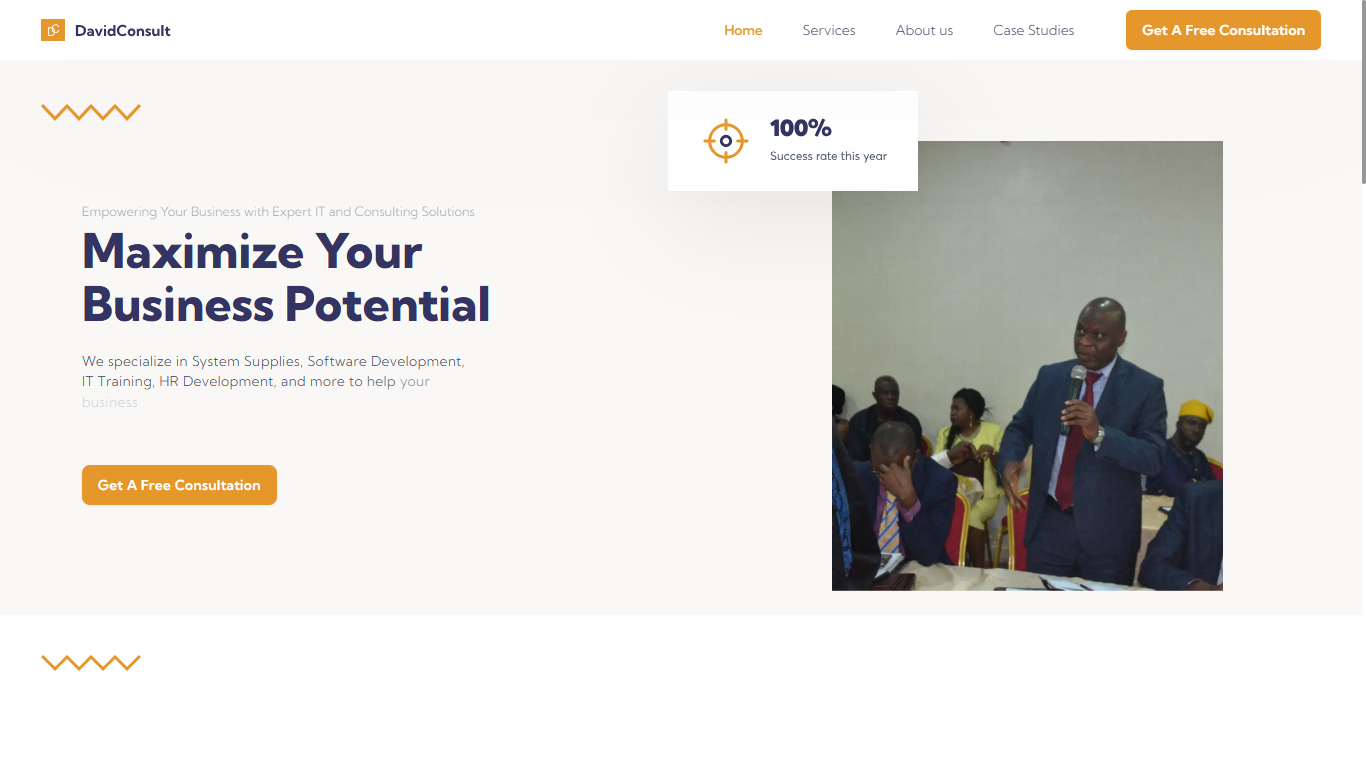 DC DavidConsult
Home Services About us Case Studies Get A Free Consultation
100%
Success rate this year
Empowering Your Business with Expert IT and Consulting Solutions
Maximize Your
Business Potential
We specialize in System Supplies, Software Development,
IT Training, HR Development, and more to help your
business
Get A Free Consultation